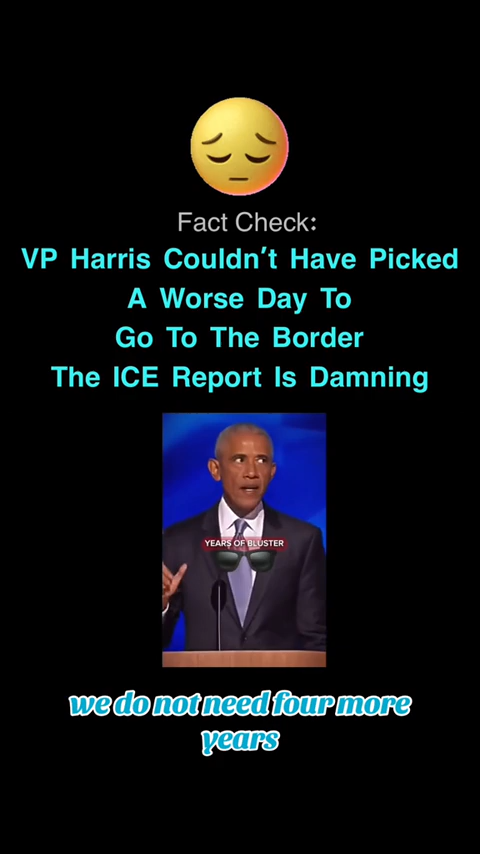 Fact Check:
VP Harris Couldn't Have Picked
A Worse Day To
Go To The Border
The ICE Report Is Damning
YEARS OF BLUSTER
we do not need four more
years